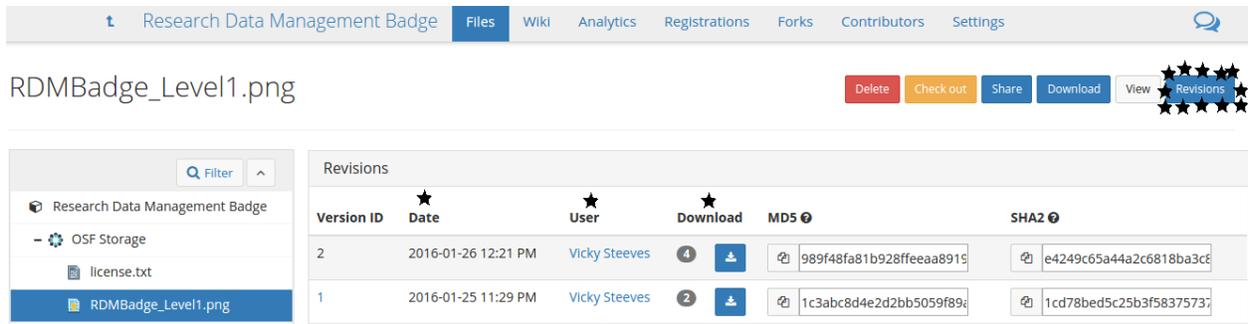 Research Data Management Badge Files Wiki Analytics Registrations Forks Contributors Settings
RDMBadge_Level1.png
Delete Check out Share Download View Revisions
Filter
Research Data Management Badge
OSF Storage
license.txt
RDMBadge_Level1.png
Revisions
Version ID Date User Download MD5 SHA2
2 2016-01-26 12:21 PM Vicky Steeves 4 989f48fa81b928ffeeaa8919 e4249c65a44a2c6818ba3c8
1 2016-01-25 11:29 PM Vicky Steeves 2 1c3abc8d4e2d2bb5059f89a 1cd78bed5c25b3f58375737